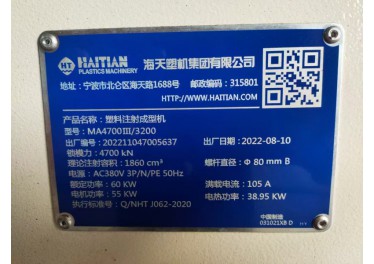 HT HAITIAN 海天塑机集团有限公司
PLASTICS MACHINERY
地址：宁波市北仑区海天路1688号 邮政编码：315801
HTTP://WWW.HAITIAN.COM
产品名称：塑料注射成型机
型号：MA4700III/3200
出厂编号：202211047005637 出厂日期：2022-08-10
锁模力：4700 kN
理论注射容积：1860 cm³ 螺杆直径：Φ 80 mm B
电源：AC380V 3P/N/PE 50Hz
额定功率：60 KW 满载电流：105 A
电机功率：55 KW 电热功率：38.95 KW
执行标准号：Q/NHT J062-2020
中国制造
031021XB D